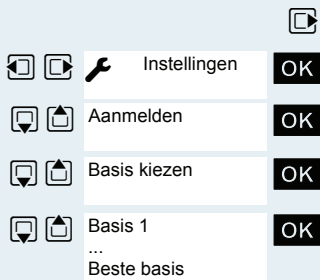 Instellingen OK
Aanmelden OK
Basis kiezen OK
Basis 1 OK
...
Beste basis